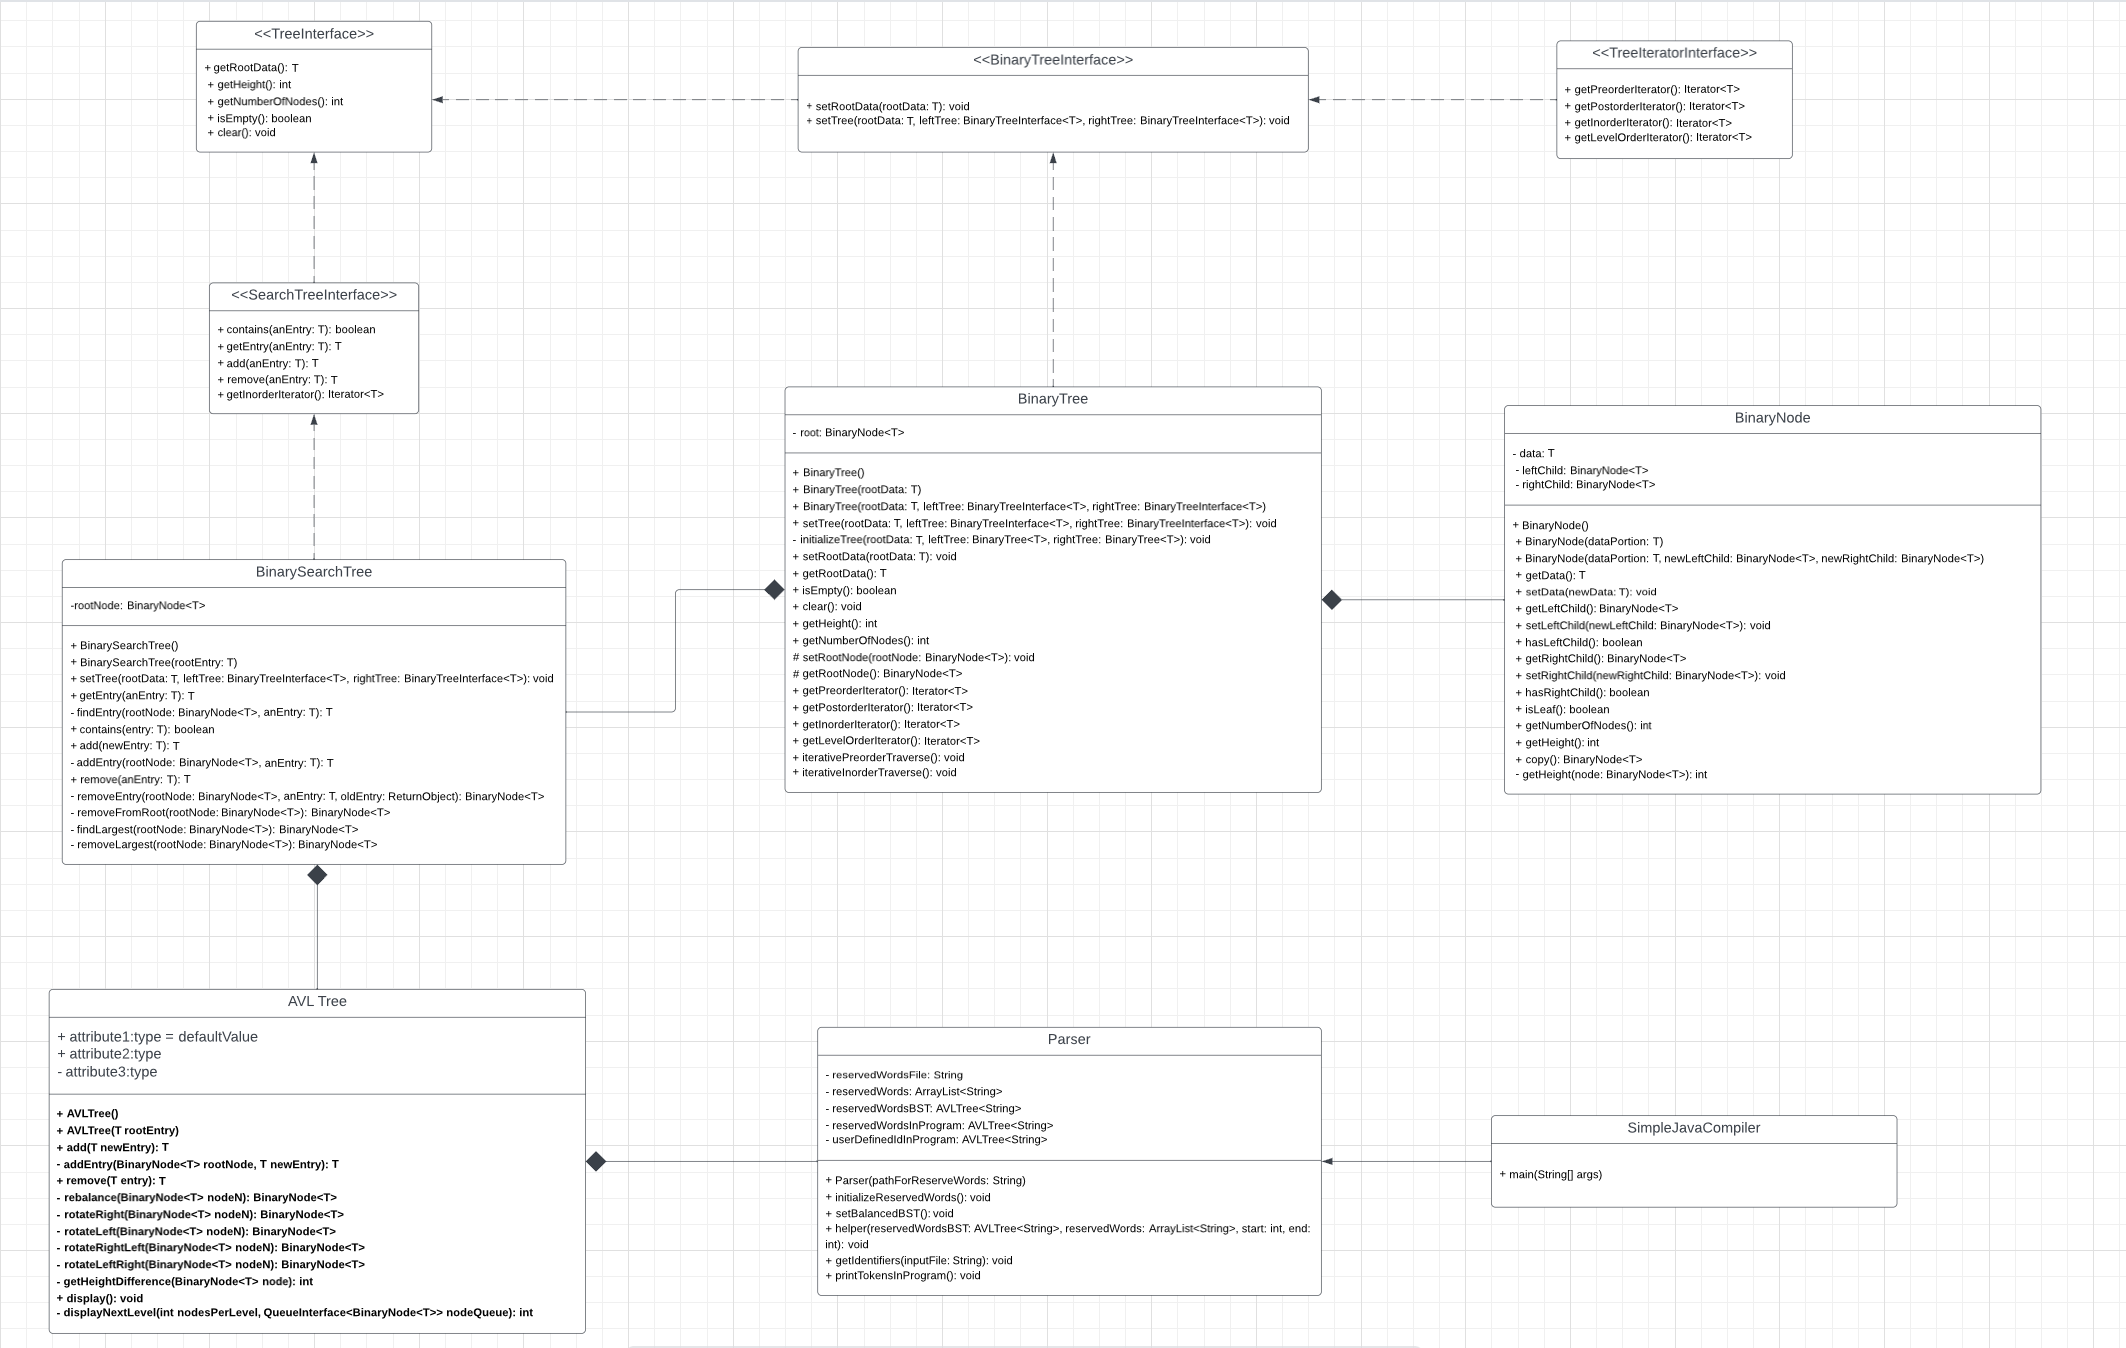 <<TreeInterface>>
+ getRootData(): T
+ getHeight(): int
+ getNumberOfNodes(): int
+ isEmpty(): boolean
+ clear(): void
<<BinaryTreeInterface>>
+ setRootData(rootData: T): void
+ setTree(rootData: T, leftTree: BinaryTreeInterface<T>, rightTree: BinaryTreeInterface<T>): void
<<TreeIteratorInterface>>
+ getPreorderIterator(): Iterator<T>
+ getPostorderIterator(): Iterator<T>
+ getInorderIterator(): Iterator<T>
+ getLevelOrderIterator(): Iterator<T>
<<SearchTreeInterface>>
+ contains(anEntry: T): boolean
+ getEntry(anEntry: T): T
+ add(anEntry: T): T
+ remove(anEntry: T): T
+ getInorderIterator(): Iterator<T>
BinaryTree
- root: BinaryNode<T>
+ BinaryTree()
+ BinaryTree(rootData: T)
+ BinaryTree(rootData: T, leftTree: BinaryTreeInterface<T>, rightTree: BinaryTreeInterface<T>)
+ setTree(rootData: T, leftTree: BinaryTreeInterface<T>, rightTree: BinaryTreeInterface<T>): void
- initializeTree(rootData: T, leftTree: BinaryTree<T>, rightTree: BinaryTree<T>): void
+ setRootData(rootData: T): void
+ getRootData(): T
+ isEmpty(): boolean
+ clear(): void
+ getHeight(): int
+ getNumberOfNodes(): int
# setRootNode(rootNode: BinaryNode<T>): void
# getRootNode(): BinaryNode<T>
+ getPreorderIterator(): Iterator<T>
+ getPostorderIterator(): Iterator<T>
+ getInorderIterator(): Iterator<T>
+ getLevelOrderIterator(): Iterator<T>
+ iterativePreorderTraverse(): void
+ iterativeInorderTraverse(): void
BinaryNode
- data: T
- leftChild: BinaryNode<T>
- rightChild: BinaryNode<T>
+ BinaryNode()
+ BinaryNode(dataPortion: T)
+ BinaryNode(dataPortion: T, newLeftChild: BinaryNode<T>, newRightChild: BinaryNode<T>)
+ getData(): T
+ setData(newData: T): void
+ getLeftChild(): BinaryNode<T>
+ setLeftChild(newLeftChild: BinaryNode<T>): void
+ hasLeftChild(): boolean
+ getRightChild(): BinaryNode<T>
+ setRightChild(newRightChild: BinaryNode<T>): void
+ hasRightChild(): boolean
+ isLeaf(): boolean
+ getNumberOfNodes(): int
+ getHeight(): int
+ copy(): BinaryNode<T>
- getHeight(node: BinaryNode<T>): int
BinarySearchTree
-rootNode: BinaryNode<T>
+ BinarySearchTree()
+ BinarySearchTree(rootEntry: T)
+ setTree(rootData: T, leftTree: BinaryTreeInterface<T>, rightTree: BinaryTreeInterface<T>): void
+ getEntry(anEntry: T): T
- findEntry(rootNode: BinaryNode<T>, anEntry: T): T
+ contains(entry: T): boolean
+ add(newEntry: T): T
- addEntry(rootNode: BinaryNode<T>, anEntry: T): T
+ remove(anEntry: T): T
- removeEntry(rootNode: BinaryNode<T>, anEntry: T, oldEntry: ReturnObject): BinaryNode<T>
- removeFromRoot(rootNode: BinaryNode<T>): BinaryNode<T>
- findLargest(rootNode: BinaryNode<T>): BinaryNode<T>
- removeLargest(rootNode: BinaryNode<T>): BinaryNode<T>
AVL Tree
+ attribute1:type = defaultValue
+ attribute2:type
- attribute3:type
+ AVLTree()
+ AVLTree(T rootEntry)
+ add(T newEntry): T
- addEntry(BinaryNode<T> rootNode, T newEntry): T
+ remove(T entry): T
- rebalance(BinaryNode<T> nodeN): BinaryNode<T>
- rotateRight(BinaryNode<T> nodeN): BinaryNode<T>
- rotateLeft(BinaryNode<T> nodeN): BinaryNode<T>
- rotateRightLeft(BinaryNode<T> nodeN): BinaryNode<T>
- rotateLeftRight(BinaryNode<T> nodeN): BinaryNode<T>
- getHeightDifference(BinaryNode<T> node): int
+ display(): void
- displayNextLevel(int nodesPerLevel, QueueInterface<BinaryNode<T>> nodeQueue): int
Parser
- reservedWordsFile: String
- reservedWords: ArrayList<String>
- reservedWordsBST: AVLTree<String>
- reservedWordsInProgram: AVLTree<String>
- userDefinedIdInProgram: AVLTree<String>
+ Parser(pathForReserveWords: String)
+ initializeReservedWords(): void
+ setBalancedBST(): void
+ helper(reservedWordsBST: AVLTree<String>, reservedWords: ArrayList<String>, start: int, end:
int): void
+ getIdentifiers(inputFile: String): void
+ printTokensInProgram(): void
SimpleJavaCompiler
+ main(String[] args)